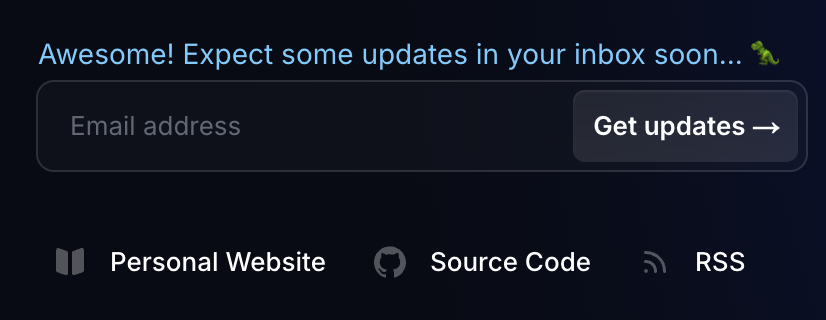 Awesome! Expect some updates in your inbox soon... 🦖
Email address
Get updates →
Personal Website
Source Code
RSS